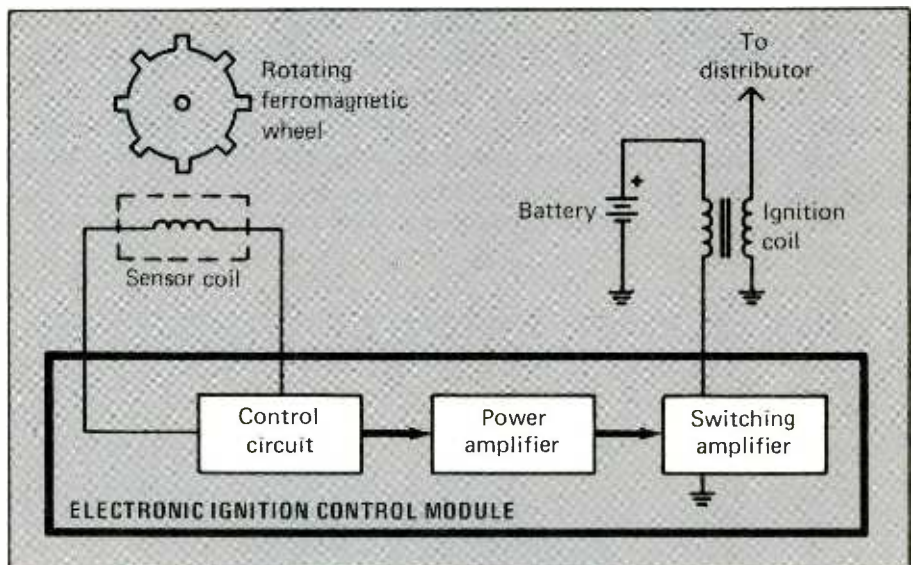 Rotating
ferromagnetic
wheel
To
distributor
+
Battery
Ignition
coil
Sensor coil
Control
circuit
Power
amplifier
Switching
amplifier
ELECTRONIC IGNITION CONTROL MODULE